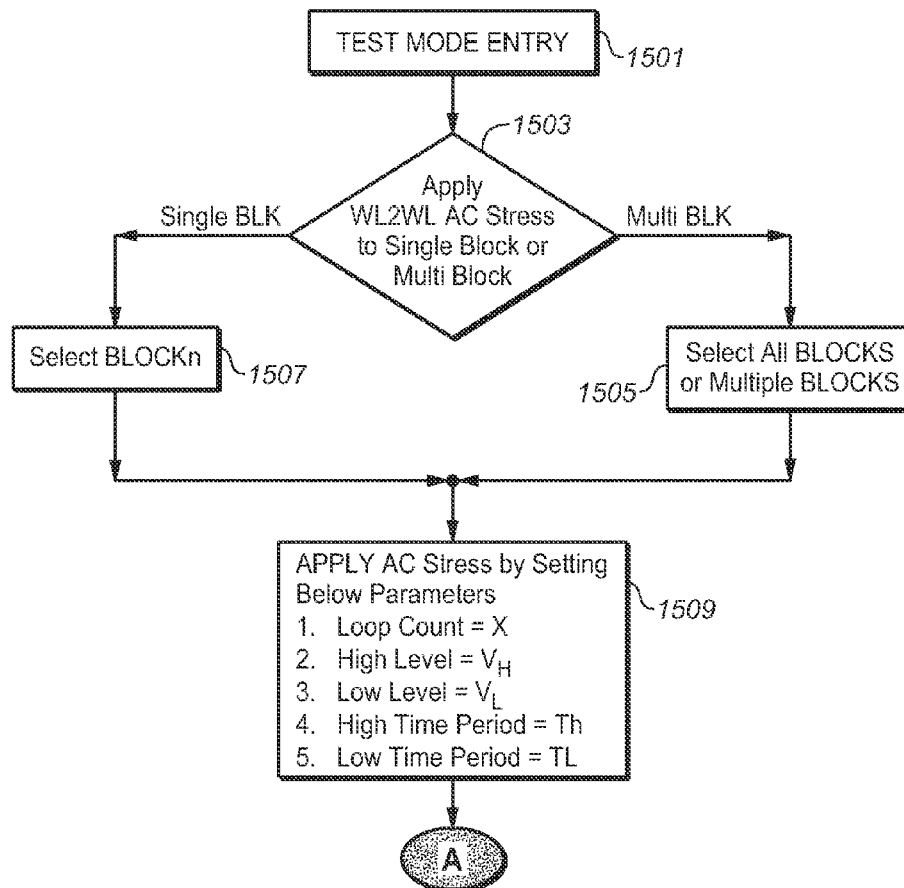 TEST MODE ENTRY
1501
1503
Apply
WL2WL AC Stress
to Single Block or
Multi Block
Single BLK
Multi BLK
Select BLOCKn
1507
Select All BLOCKS
or Multiple BLOCKS
1505
APPLY AC Stress by Setting
Below Parameters
1. Loop Count = X
2. High Level = VH
3. Low Level = VL
4. High Time Period = Th
5. Low Time Period = TL
1509
A